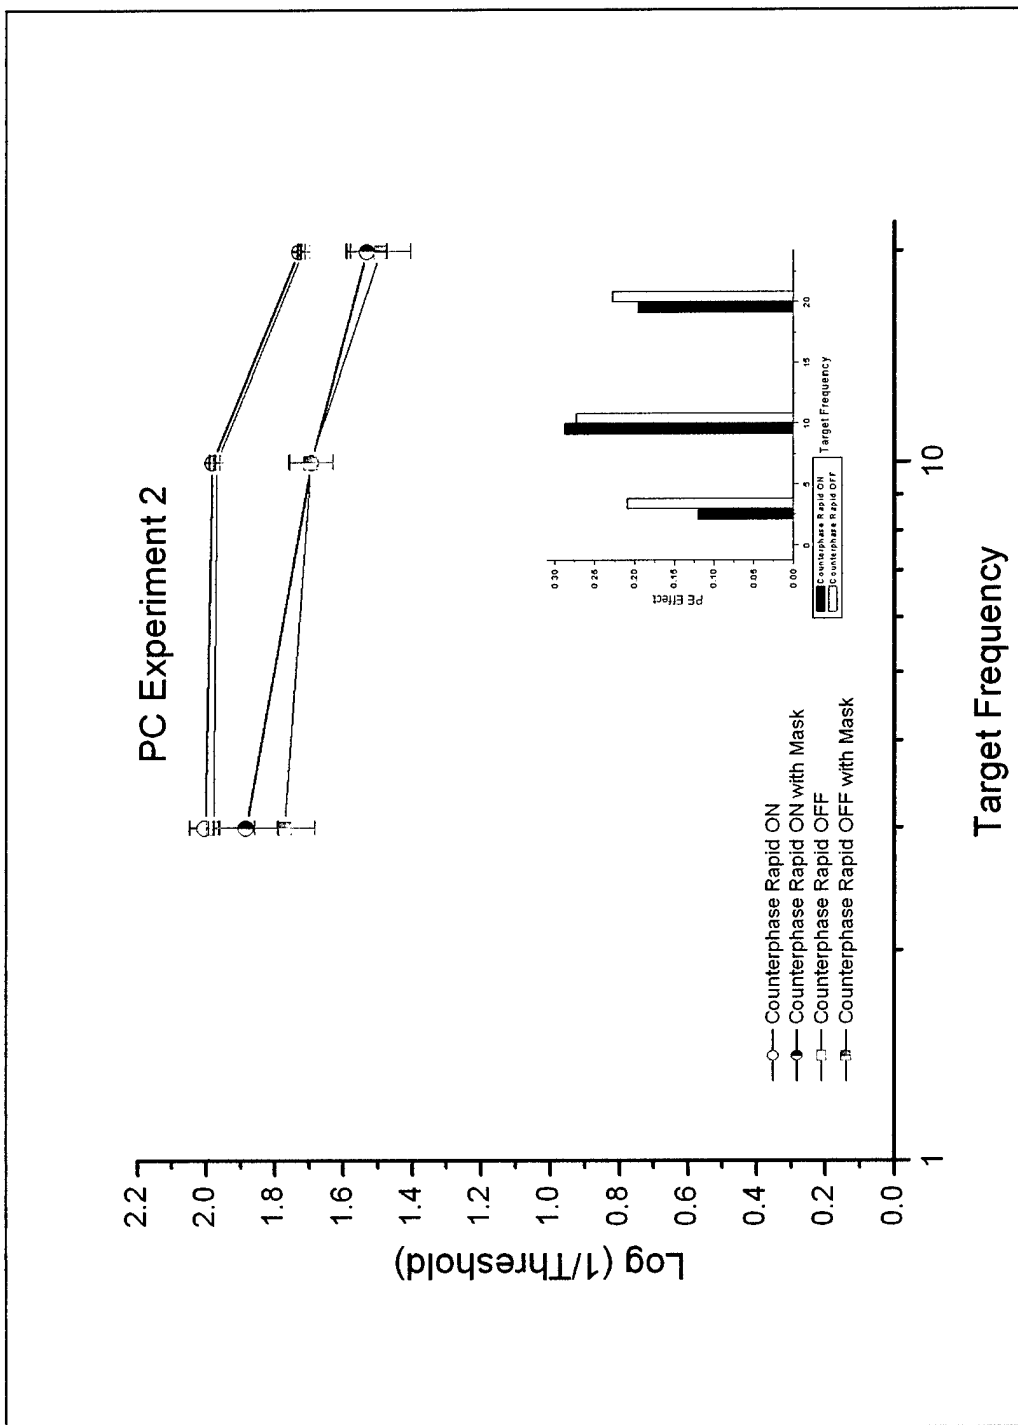 PC Experiment 2
Log (1/Threshold)
2.2
2.0
1.8
1.6
1.4
1.2
1.0
0.8
0.6
0.4
0.2
0.0
1
10
Target Frequency
Counterphase Rapid ON
Counterphase Rapid ON with Mask
Counterphase Rapid OFF
Counterphase Rapid OFF with Mask
PE Effect
0.30
0.25
0.20
0.15
0.10
0.05
0.00
0
5
10
15
20
Target Frequency
Counterphase Rapid ON
Counterphase Rapid OFF